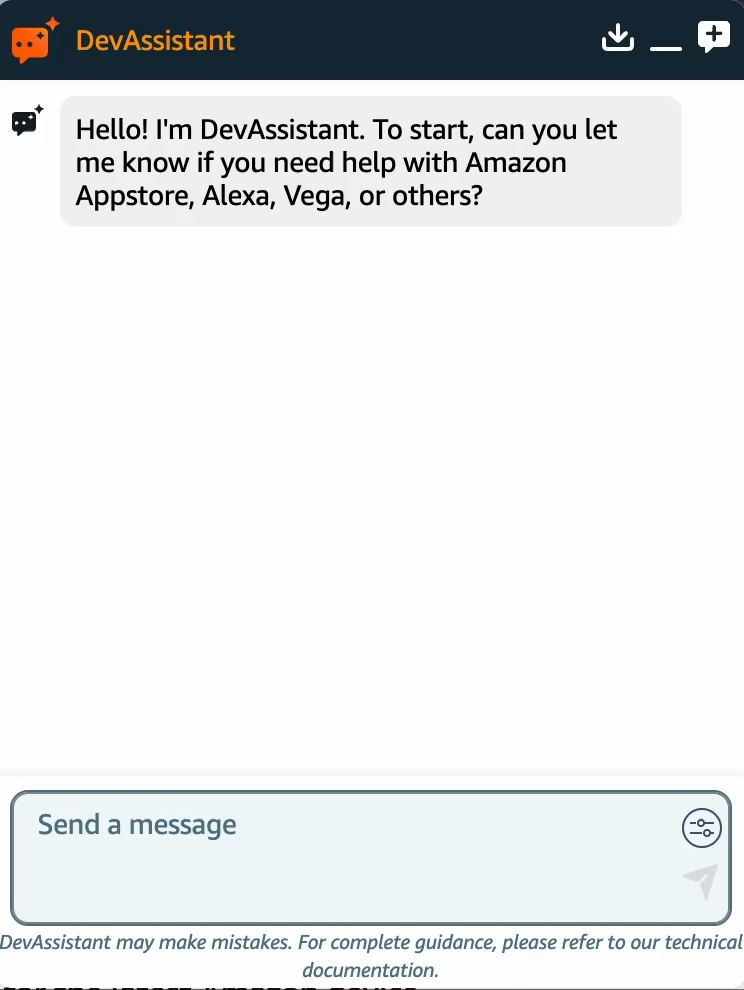 DevAssistant
Hello! I'm DevAssistant. To start, can you let
me know if you need help with Amazon
Appstore, Alexa, Vega, or others?
Send a message
DevAssistant may make mistakes. For complete guidance, please refer to our technical
documentation.